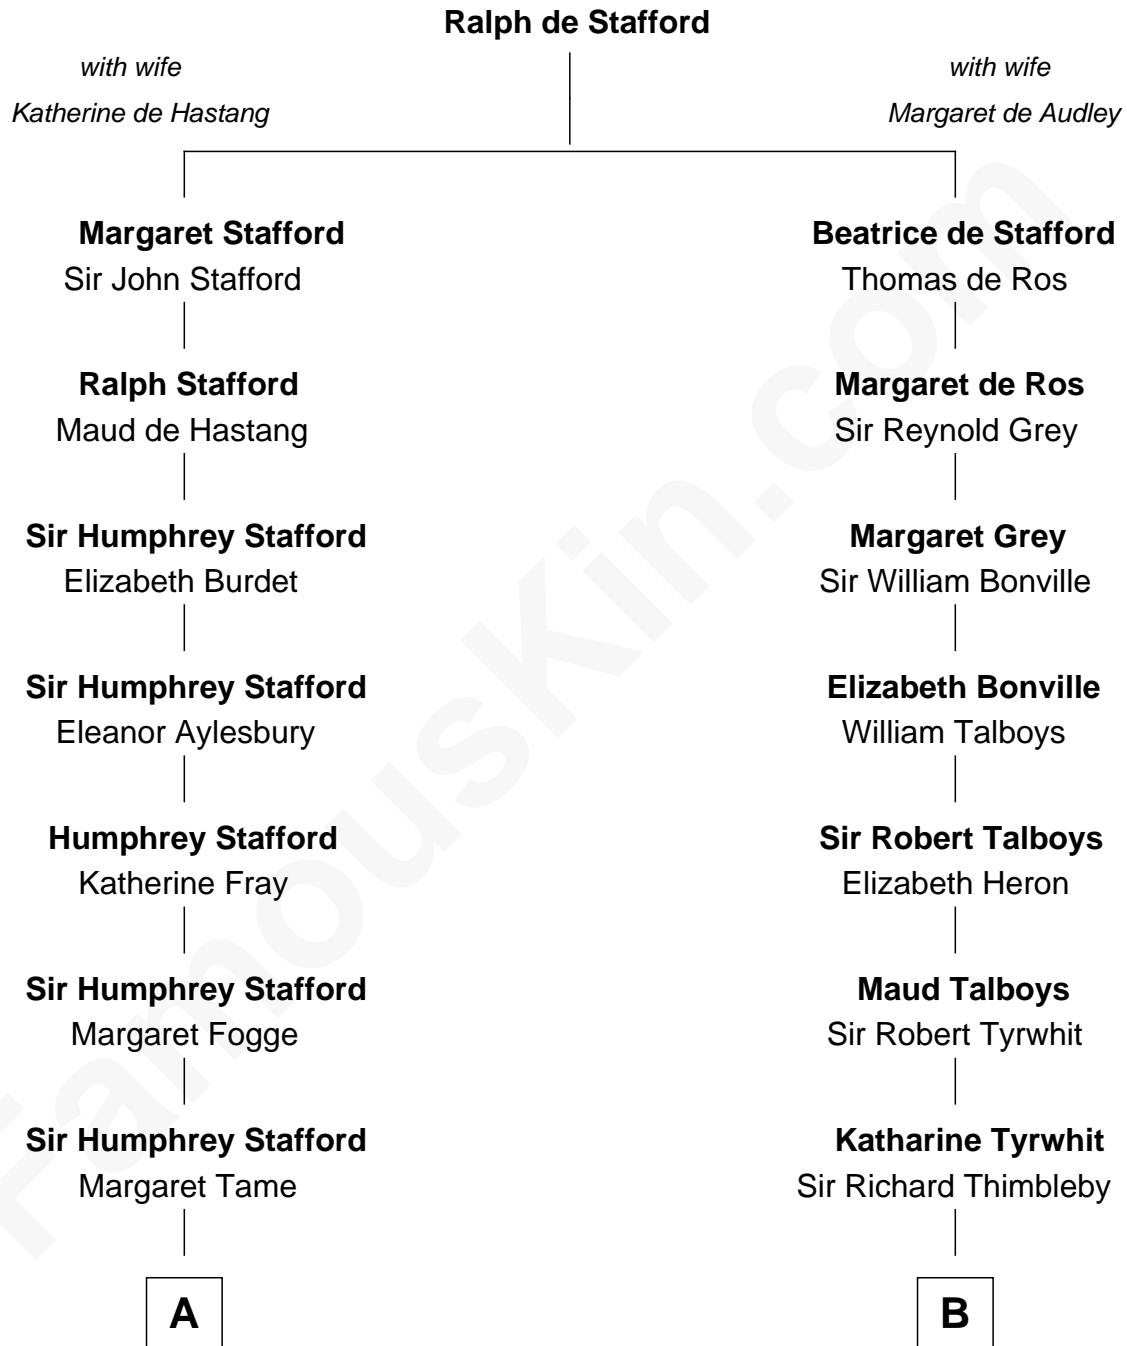 Ralph de Stafford
with wife
Katherine de Hastang
with wife
Margaret de Audley
Margaret Stafford
Sir John Stafford
Beatrice de Stafford
Thomas de Ros
Ralph Stafford
Maud de Hastang
Margaret de Ros
Sir Reynold Grey
Sir Humphrey Stafford
Elizabeth Burdet
Margaret Grey
Sir William Bonville
Sir Humphrey Stafford
Eleanor Aylesbury
Elizabeth Bonville
William Talboys
Humphrey Stafford
Katherine Fray
Sir Robert Talboys
Elizabeth Heron
Sir Humphrey Stafford
Margaret Fogge
Maud Talboys
Sir Robert Tyrwhit
Sir Humphrey Stafford
Margaret Tame
Katharine Tyrwhit
Sir Richard Thimbleby
A
B
FamousKin.com